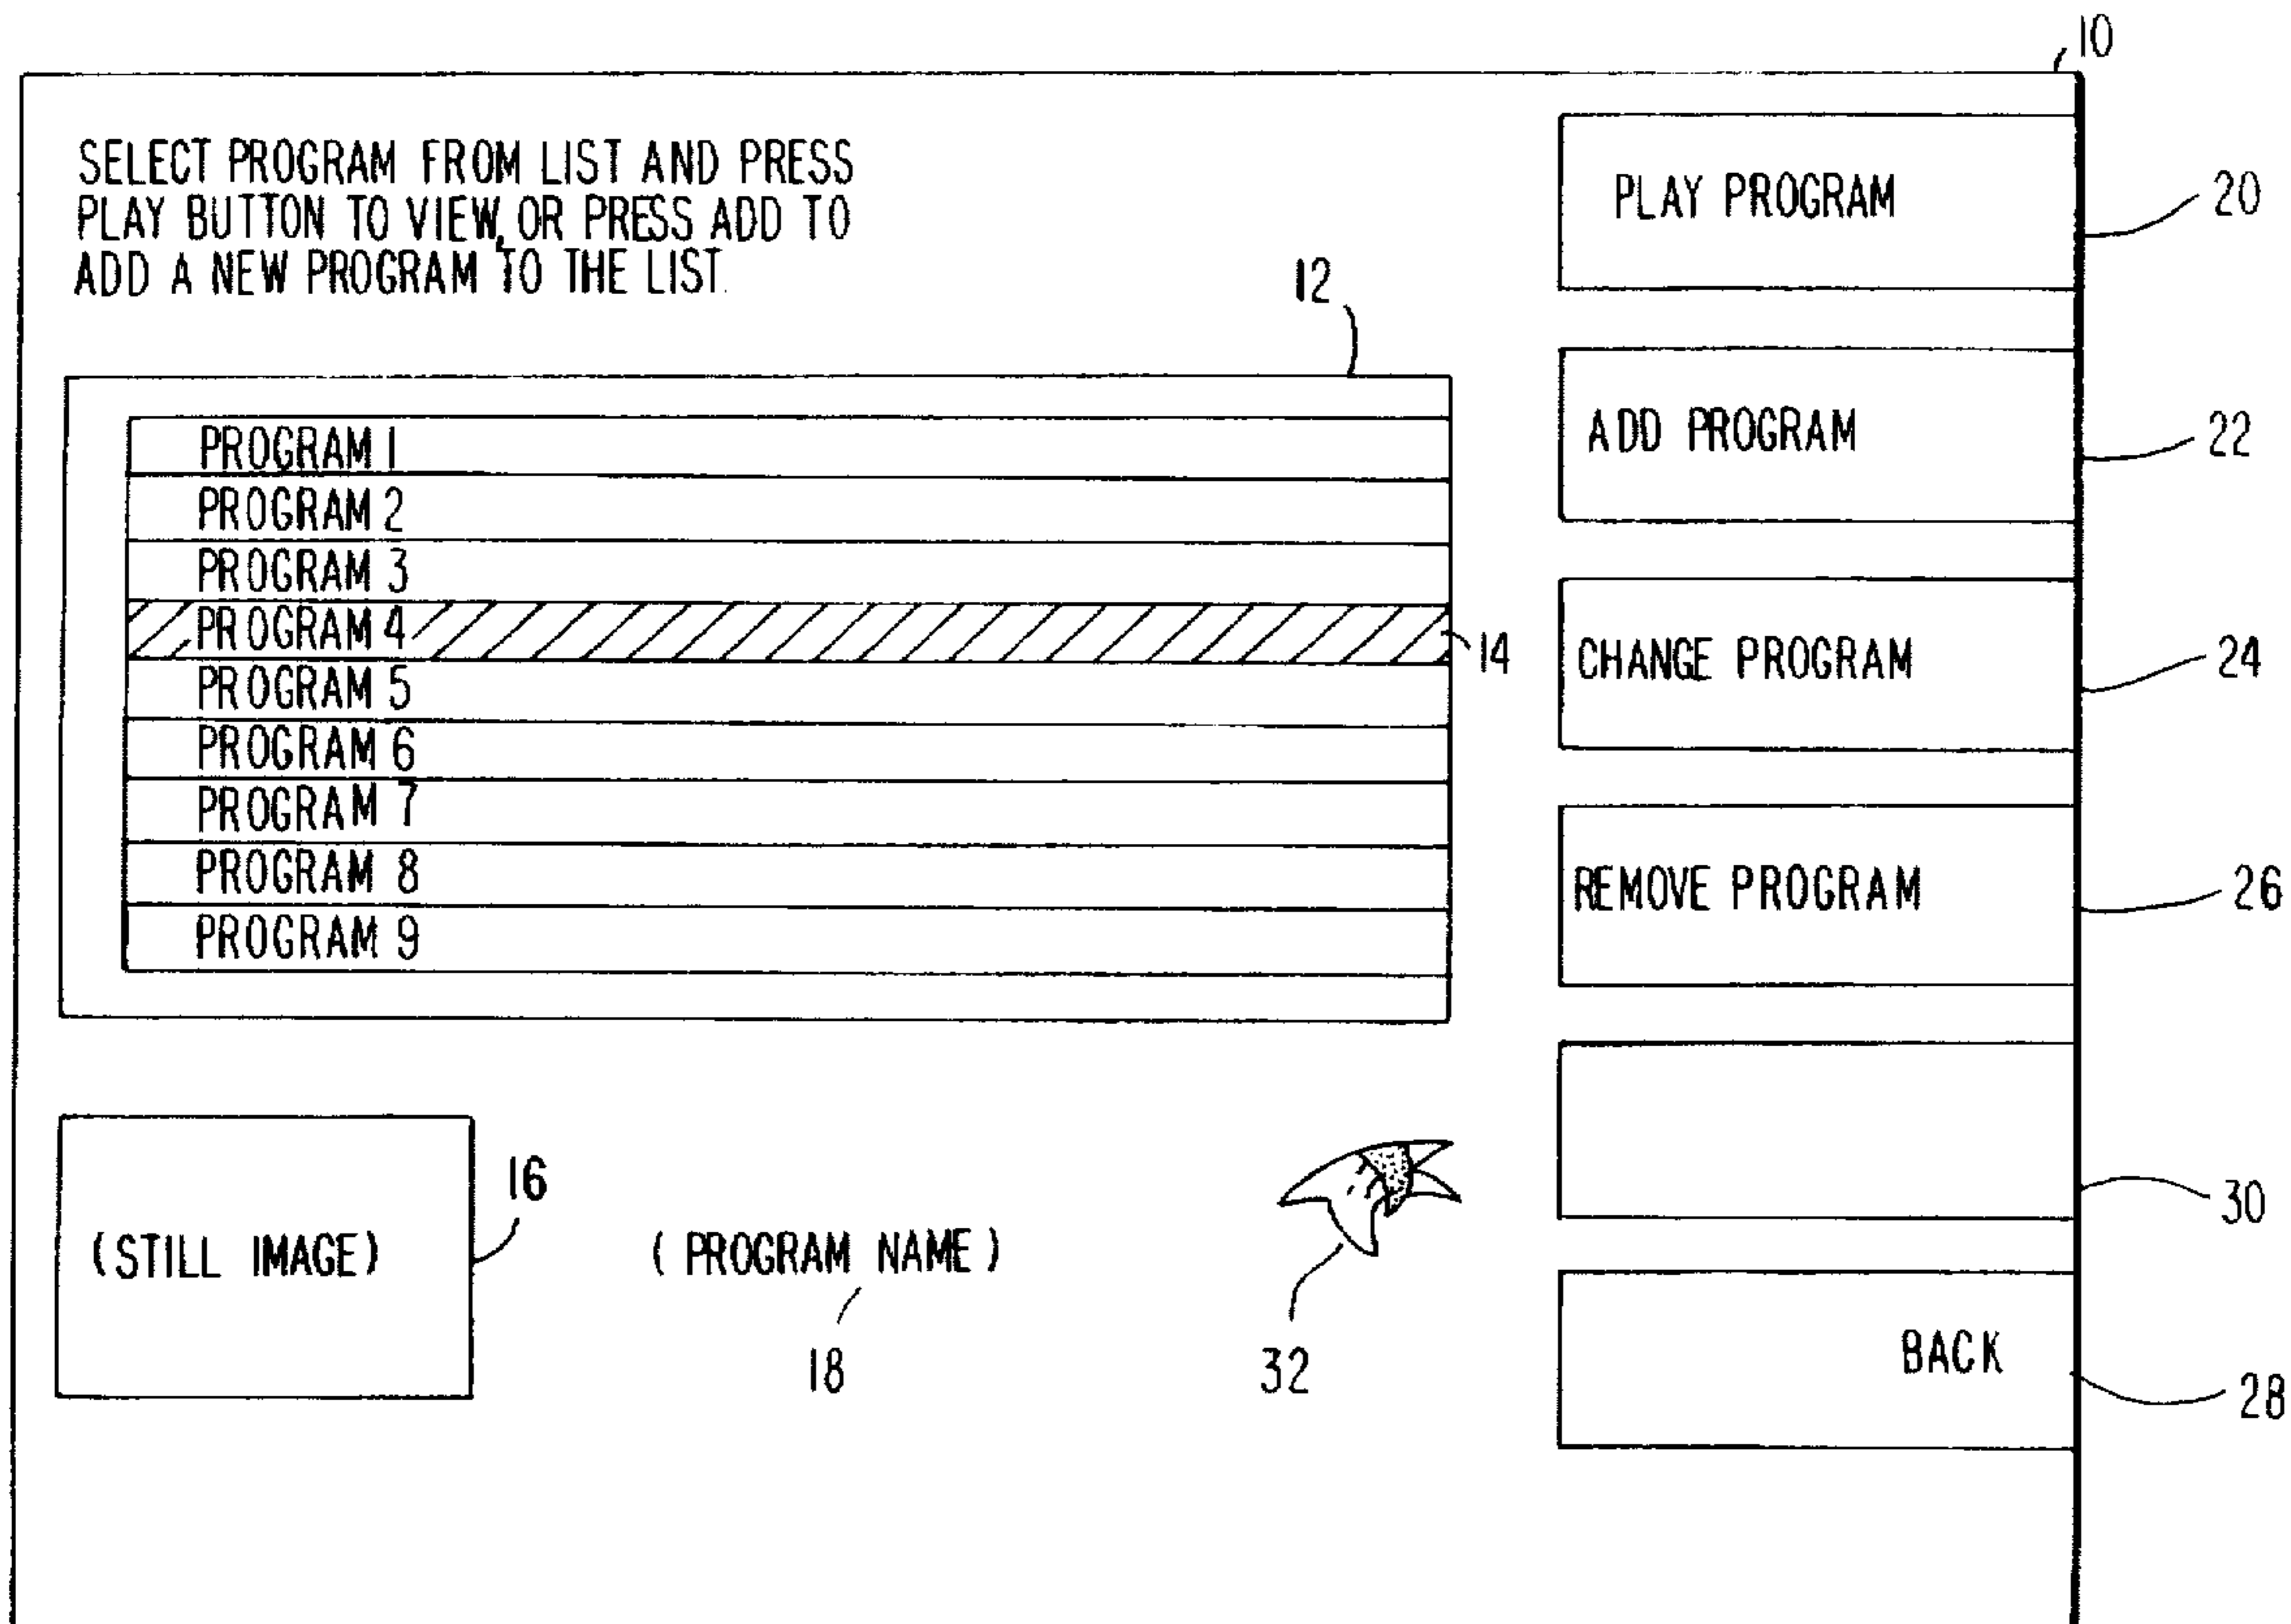 10
SELECT PROGRAM FROM LIST AND PRESS
PLAY BUTTON TO VIEW, OR PRESS ADD TO
ADD A NEW PROGRAM TO THE LIST.
12
PROGRAM 1
PROGRAM 2
PROGRAM 3
PROGRAM 4
14
PROGRAM 5
PROGRAM 6
PROGRAM 7
PROGRAM 8
PROGRAM 9
(STILL IMAGE)
16
(PROGRAM NAME)
18
32
PLAY PROGRAM
20
ADD PROGRAM
22
CHANGE PROGRAM
24
REMOVE PROGRAM
26
30
BACK
28